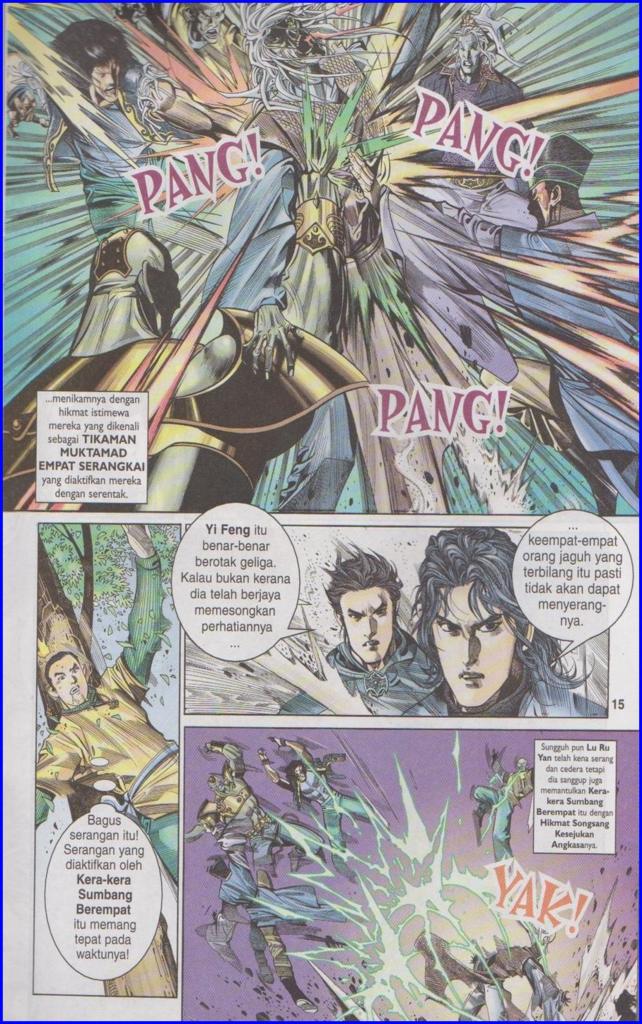 PANG!
PANG!
PANG!
...menikamnya dengan
hikmat istimewa
mereka yang dikenali
sebagai TIKAMAN
MUKTAMAD
EMPAT SERANGKAI
yang diaktifkan mereka
dengan serentak.
Yi Feng itu
benar-benar
berotak geliga.
Kalau bukan kerana
dia telah berjaya
memesongkan
perhatiannya
...
...
keempat-empat
orang jaguh yang
terbilang itu pasti
tidak akan dapat
menyerang-
nya.
15
Bagus
serangan itu!
Serangan yang
diaktifkan oleh
Kera-kera
Sumbang
Berempat
itu memang
tepat pada
waktunya!
Sungguh pun Lu Ru
Yan telah kena serang
dan cedera tetapi
dia sanggup juga
memantulkan Kera-
kera Sumbang
Berempat itu dengan
Hikmat Songsang
Kesejukan
Angkasanya.
YAK!